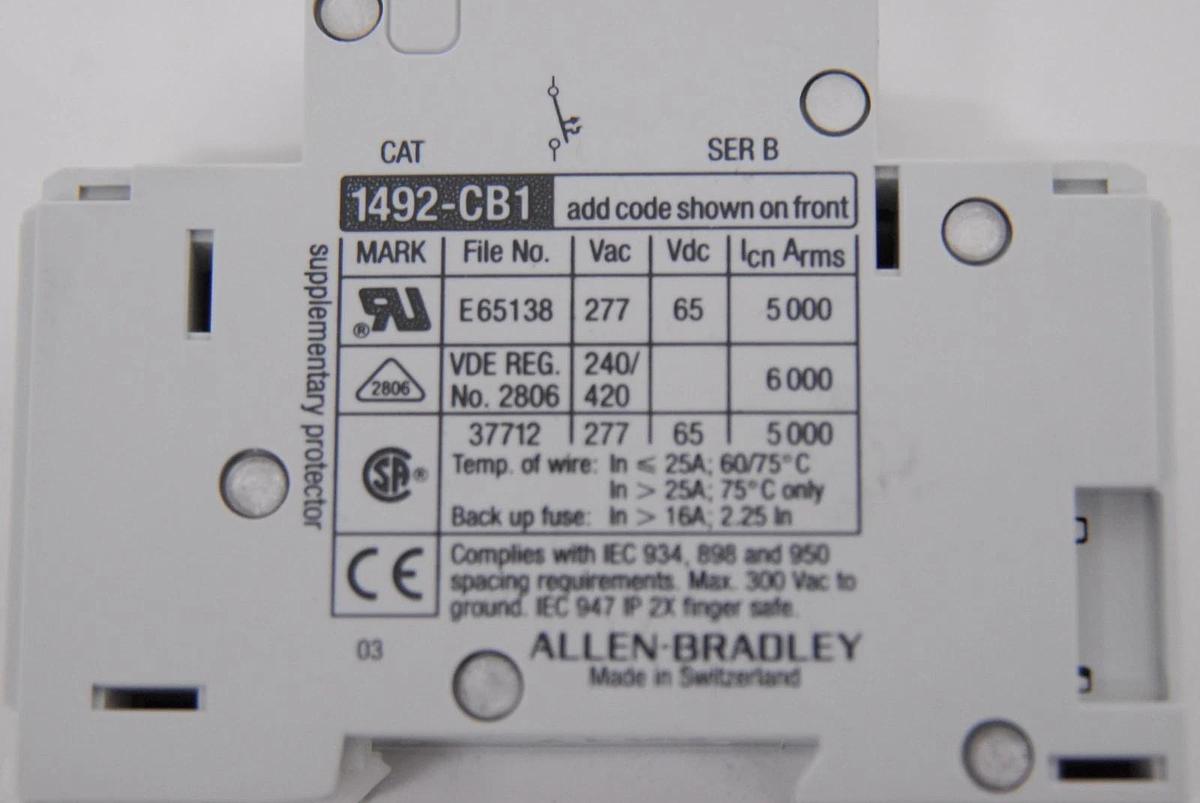 CAT
SER B
1492-CB1 add code shown on front
MARK File No. Vac Vdc Icn Arms
RU ® E65138 277 65 5000
2806 VDE REG. No. 2806 240/ 420 6000
SA ® 37712 277 65 5000
Temp. of wire: In ≤ 25A; 60/75°C
In > 25A; 75°C only
Back up fuse: In > 16A; 2.25 In
CE Complies with IEC 934, 898 and 950
spacing requirements. Max. 300 Vac to
ground. IEC 947 IP 2X finger safe.
supplementary protector
03
ALLEN-BRADLEY
Made in Switzerland